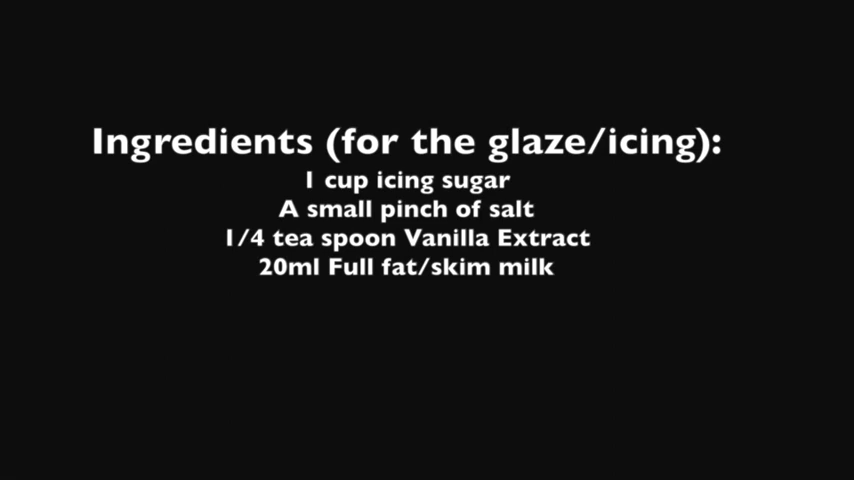 Ingredients (for the glaze/icing):
1 cup icing sugar
A small pinch of salt
1/4 tea spoon Vanilla Extract
20ml Full fat/skim milk